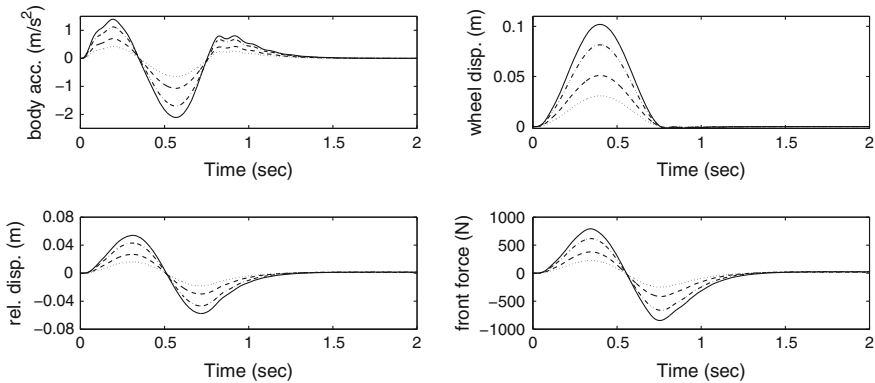 body acc. (m/s²)
1
0
−1
−2
0 0.5 1 1.5 2
Time (sec)
wheel disp. (m)
0.1
0.05
0
0 0.5 1 1.5 2
Time (sec)
rel. disp. (m)
0.08
0.04
0
−0.04
−0.08
0 0.5 1 1.5 2
Time (sec)
front force (N)
1000
500
0
−500
−1000
0 0.5 1 1.5 2
Time (sec)